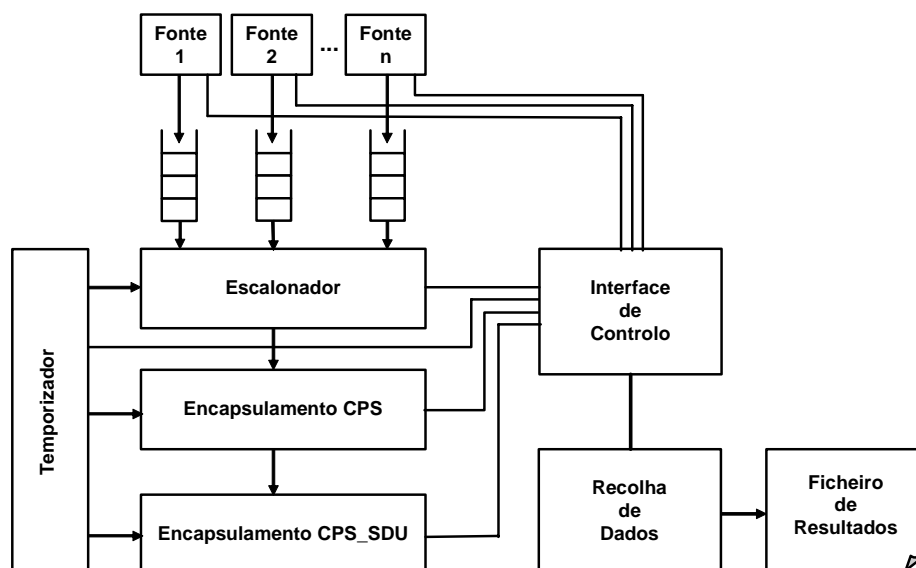 Fonte
1
Fonte
2
...
Fonte
n
Escalonador
Interface
de
Controlo
Temporizador
Encapsulamento CPS
Encapsulamento CPS_SDU
Recolha
de
Dados
Ficheiro
de
Resultados